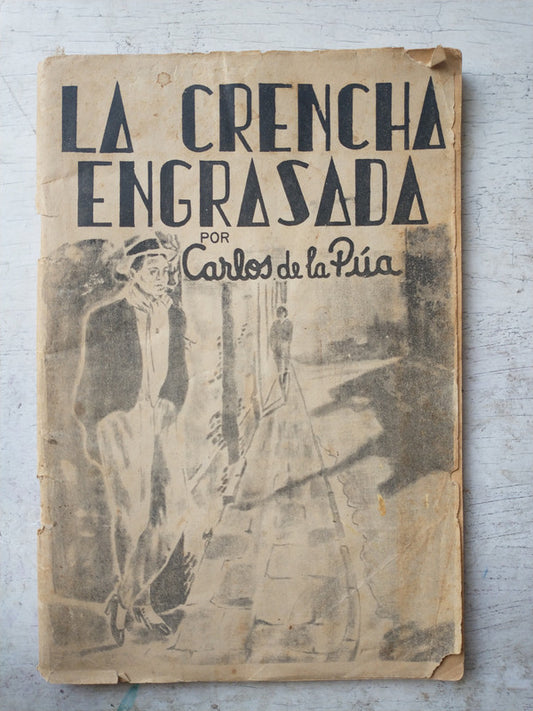 LA CRENCHA
ENGRASADA
POR
Carlos de la Púa